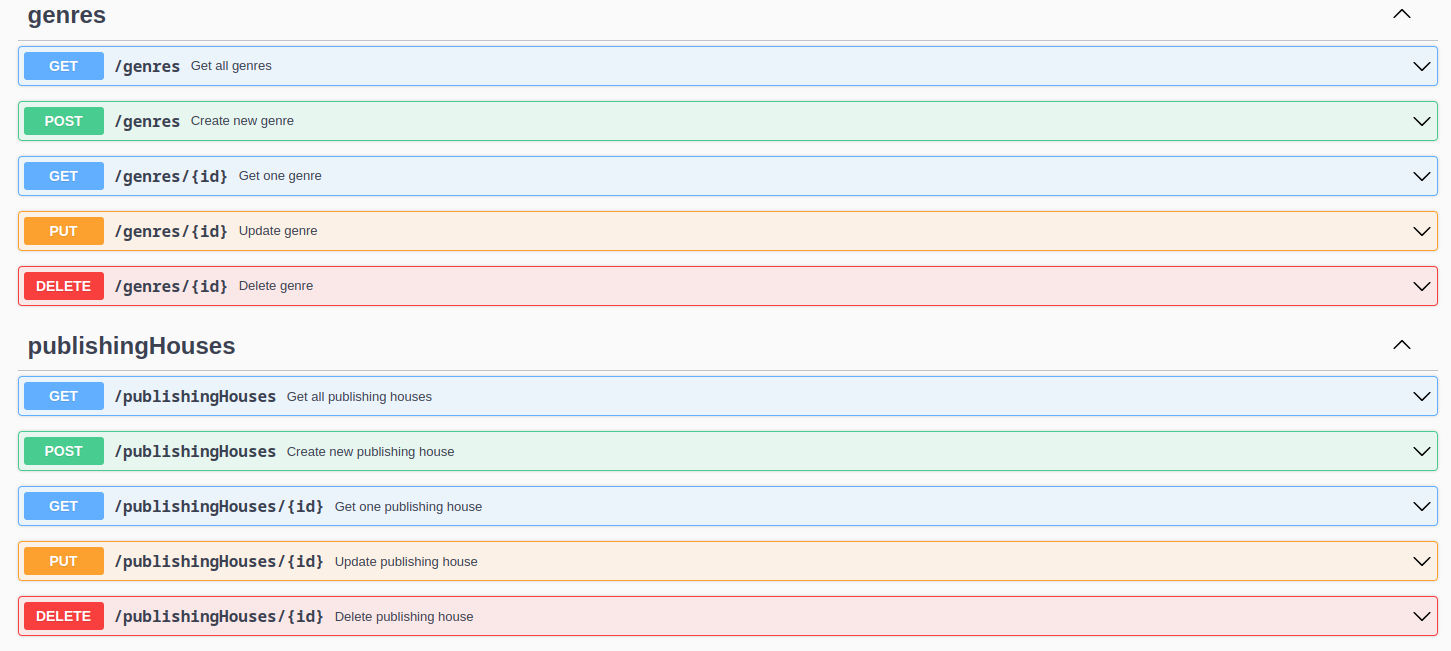 genres
GET /genres Get all genres
POST /genres Create new genre
GET /genres/{id} Get one genre
PUT /genres/{id} Update genre
DELETE /genres/{id} Delete genre
publishingHouses
GET /publishingHouses Get all publishing houses
POST /publishingHouses Create new publishing house
GET /publishingHouses/{id} Get one publishing house
PUT /publishingHouses/{id} Update publishing house
DELETE /publishingHouses/{id} Delete publishing house